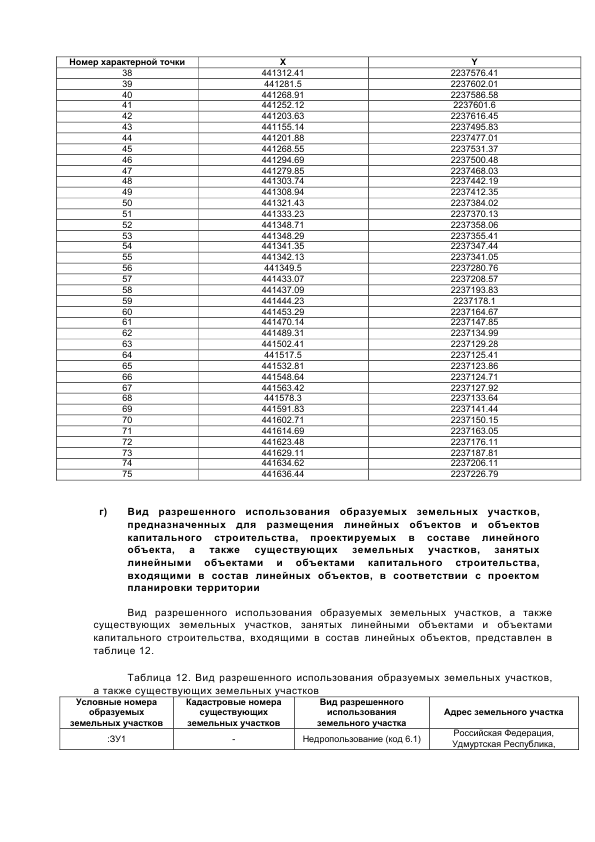 Номер характерной точки X Y
38 441312.41 2237576.41
39 441281.5 2237602.01
40 441268.91 2237586.58
41 441252.12 2237601.6
42 441203.63 2237616.45
43 441155.14 2237495.83
44 441201.88 2237477.01
45 441268.55 2237531.37
46 441294.69 2237500.48
47 441279.85 2237468.03
48 441303.74 2237442.19
49 441308.94 2237412.35
50 441321.43 2237384.02
51 441333.23 2237370.13
52 441348.71 2237358.06
53 441348.29 2237355.41
54 441341.35 2237347.44
55 441342.13 2237341.05
56 441349.5 2237280.76
57 441433.07 2237208.57
58 441437.09 2237193.83
59 441444.23 2237178.1
60 441453.29 2237164.67
61 441470.14 2237147.85
62 441489.31 2237134.99
63 441502.41 2237129.28
64 441517.5 2237125.41
65 441532.81 2237123.86
66 441548.64 2237124.71
67 441563.42 2237127.92
68 441578.3 2237133.64
69 441591.83 2237141.44
70 441602.71 2237150.15
71 441614.69 2237163.05
72 441623.48 2237176.11
73 441629.11 2237187.81
74 441634.62 2237206.11
75 441636.44 2237226.79
г) Вид разрешенного использования образуемых земельных участков,
предназначенных для размещения линейных объектов и объектов
капитального строительства, проектируемых в составе линейного
объекта, а также существующих земельных участков, занятых
линейными объектами и объектами капитального строительства,
входящими в состав линейных объектов, в соответствии с проектом
планировки территории
Вид разрешенного использования образуемых земельных участков, а также
существующих земельных участков, занятых линейными объектами и объектами
капитального строительства, входящими в состав линейных объектов, представлен в
таблице 12.
Таблица 12. Вид разрешенного использования образуемых земельных участков,
а также существующих земельных участков
Условные номера Кадастровые номера Вид разрешенного
образуемых существующих использования Адрес земельного участка
земельных участков земельных участков земельного участка
:ЗУ1 - Недропользование (код 6.1) Российская Федерация,
Удмуртская Республика,